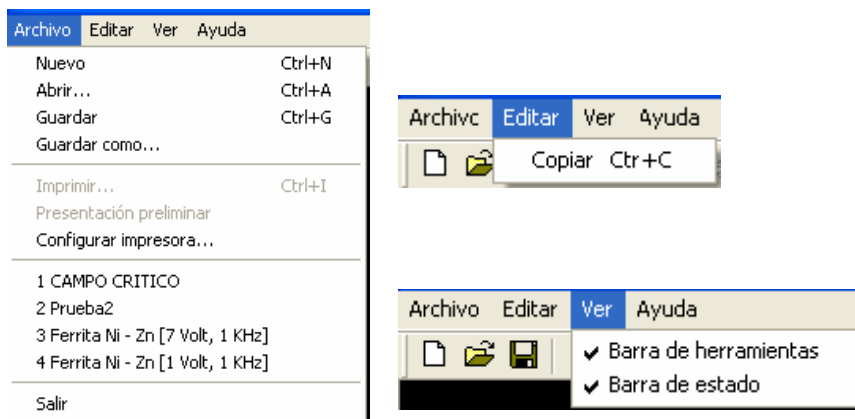 Archivo Editar Ver Ayuda
Nuevo Ctrl+N
Abrir... Ctrl+A
Guardar Ctrl+G
Guardar como...
Imprimir... Ctrl+I
Presentación preliminar
Configurar impresora...
1 CAMPO CRITICO
2 Prueba2
3 Ferrita Ni - Zn [7 Volt, 1 KHz]
4 Ferrita Ni - Zn [1 Volt, 1 KHz]
Salir
Archivc Editar Ver Ayuda
Copiar Ctr+C
Archivo Editar Ver Ayuda
Barra de herramientas
Barra de estado